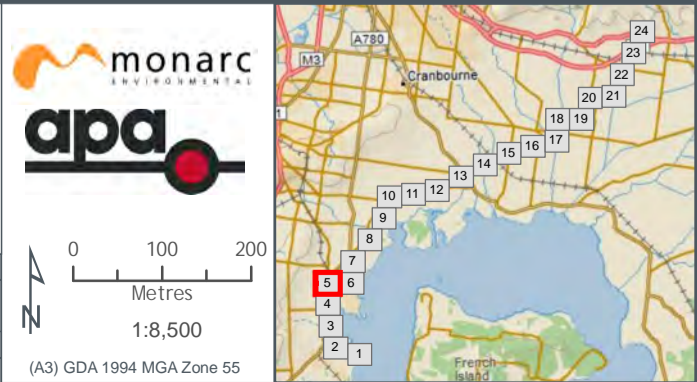 monarc
ENVIRONMENTAL
apa
0 100 200
Metres
N
1:8,500
(A3) GDA 1994 MGA Zone 55
24
A780
23
M3
22
Cranbourne
20 21
1
18 19
17
16
15
14
13
12
11
10
9
8
7
5 6
4
3
2 1
French
Island